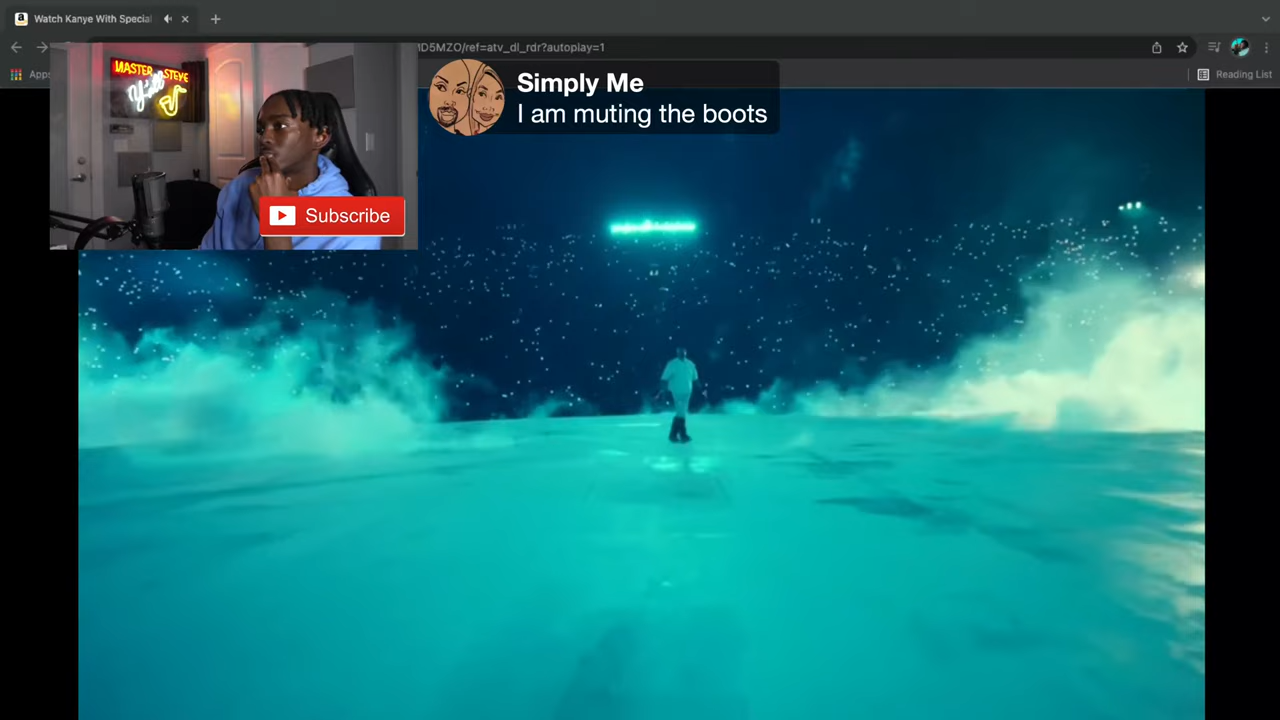 Watch Kanye With Special
MD5MZO/ref=atv_dl_rdr?autoplay=1
Apps
Reading List
MASTER STEVE
Y'all
Simply Me
I am muting the boots
Subscribe